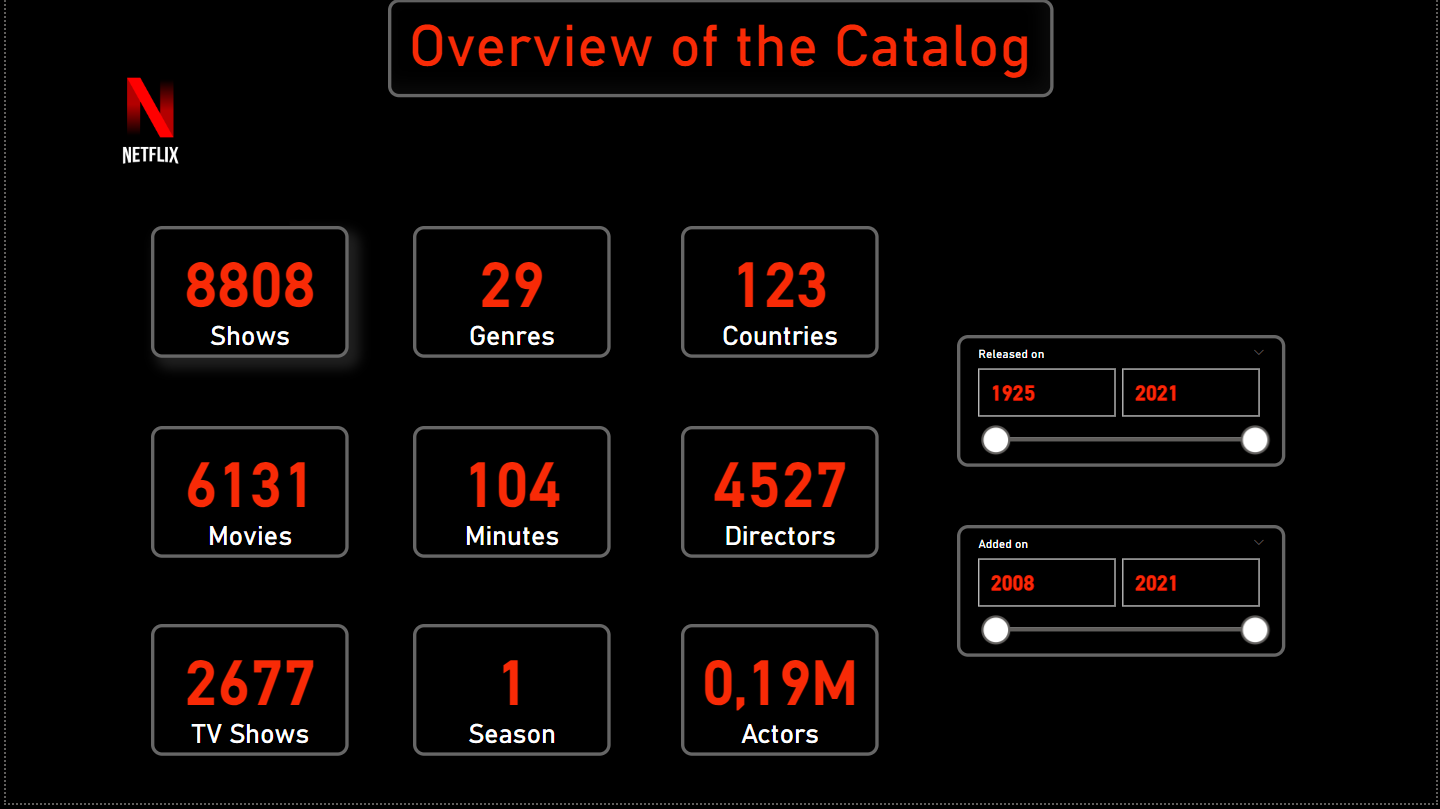 Overview of the Catalog
NETFLIX
8808
Shows
29
Genres
123
Countries
6131
Movies
104
Minutes
4527
Directors
2677
TV Shows
1
Season
0,19M
Actors
Released on
1925 2021
Added on
2008 2021